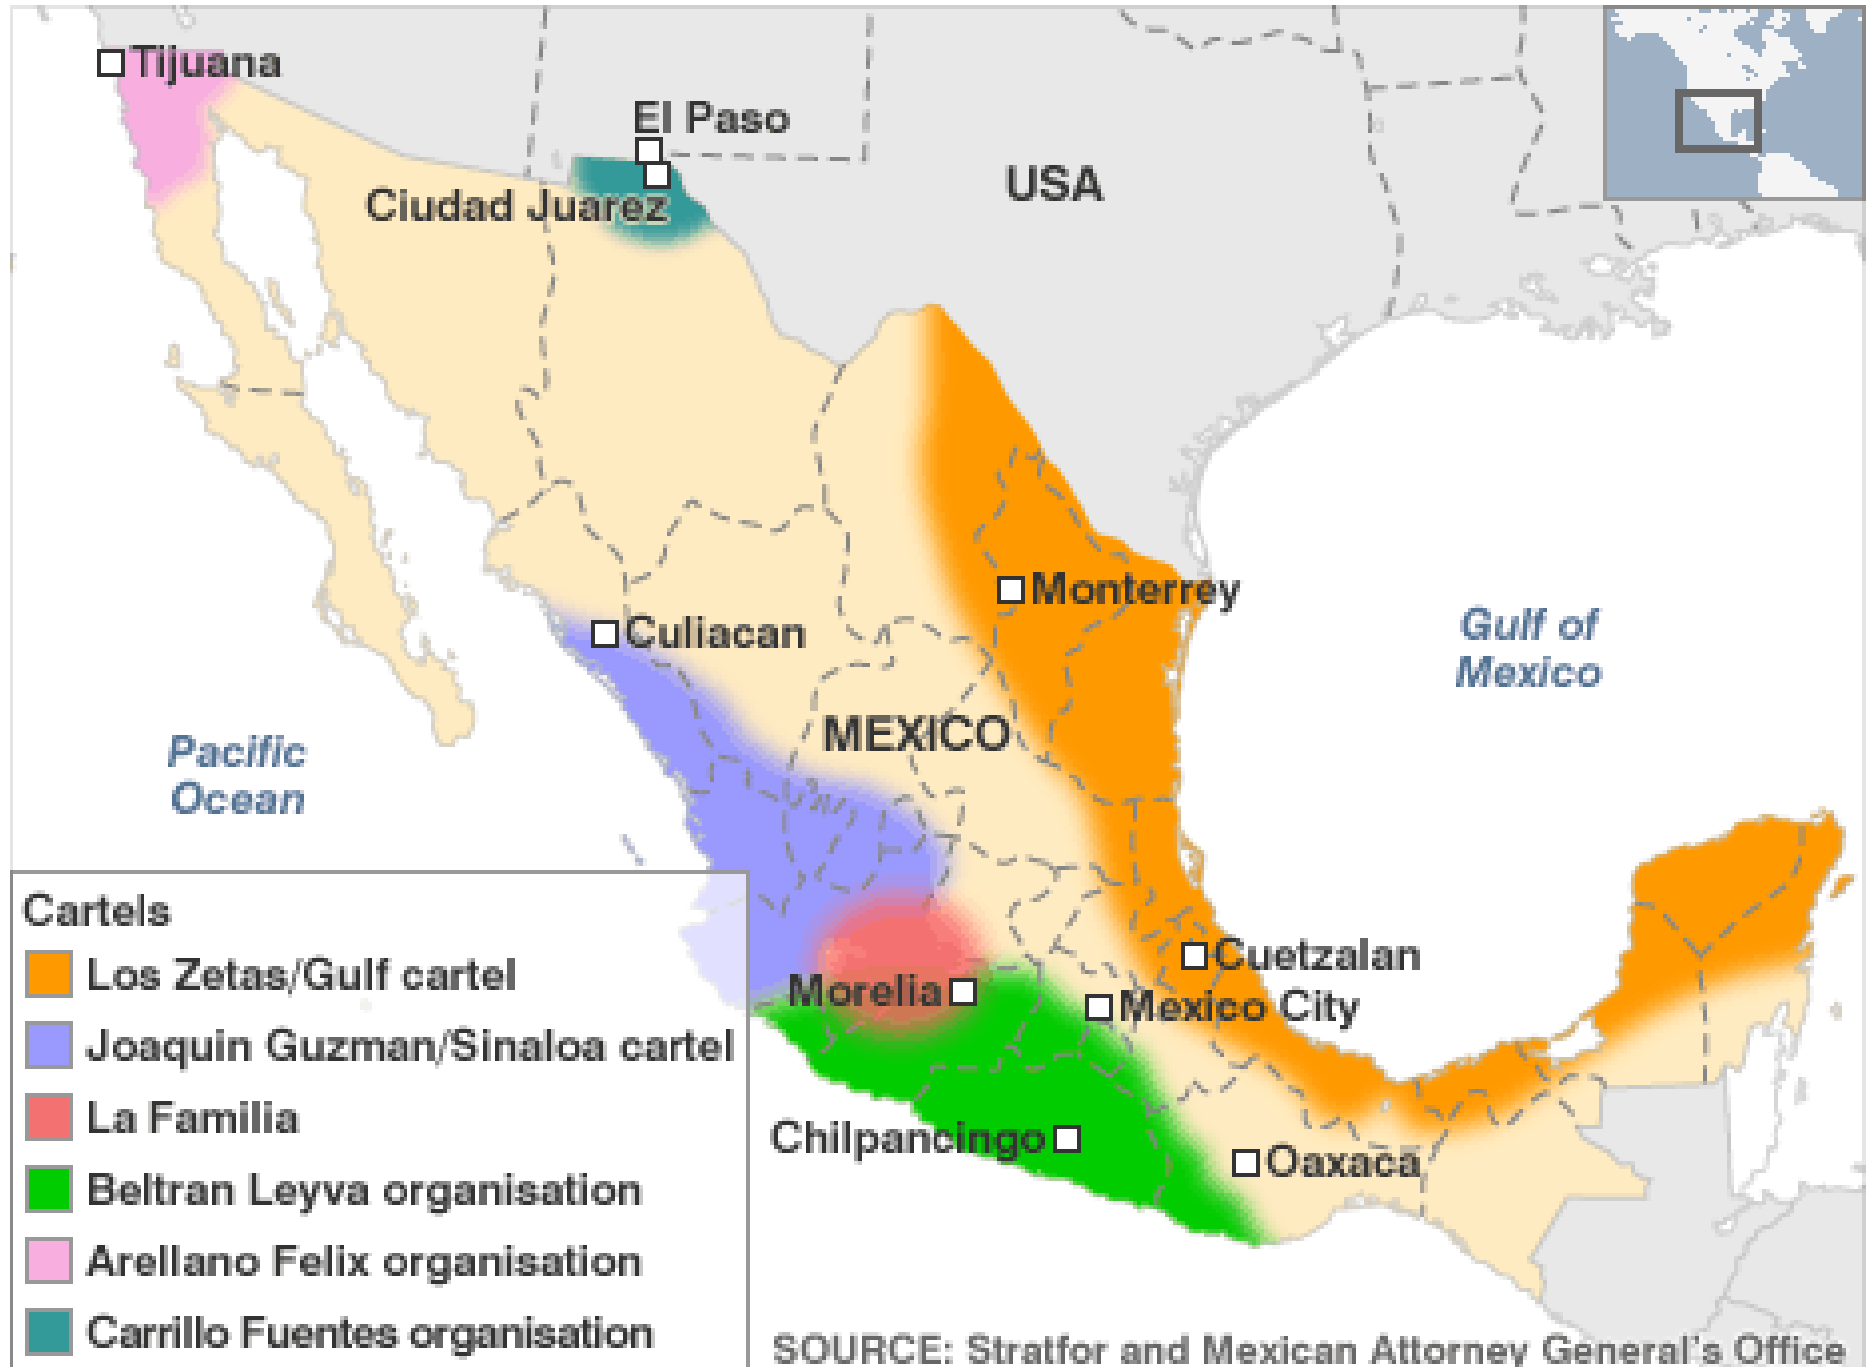 Tijuana
El Paso
Ciudad Juarez
USA
Monterrey
Culiacan
Gulf of
Mexico
MEXICO
Pacific
Ocean
Cuetzalan
Morelia
Mexico City
Chilpancingo
Oaxaca
Cartels
Los Zetas/Gulf cartel
Joaquin Guzman/Sinaloa cartel
La Familia
Beltran Leyva organisation
Arellano Felix organisation
Carrillo Fuentes organisation
SOURCE: Stratfor and Mexican Attorney General's Office